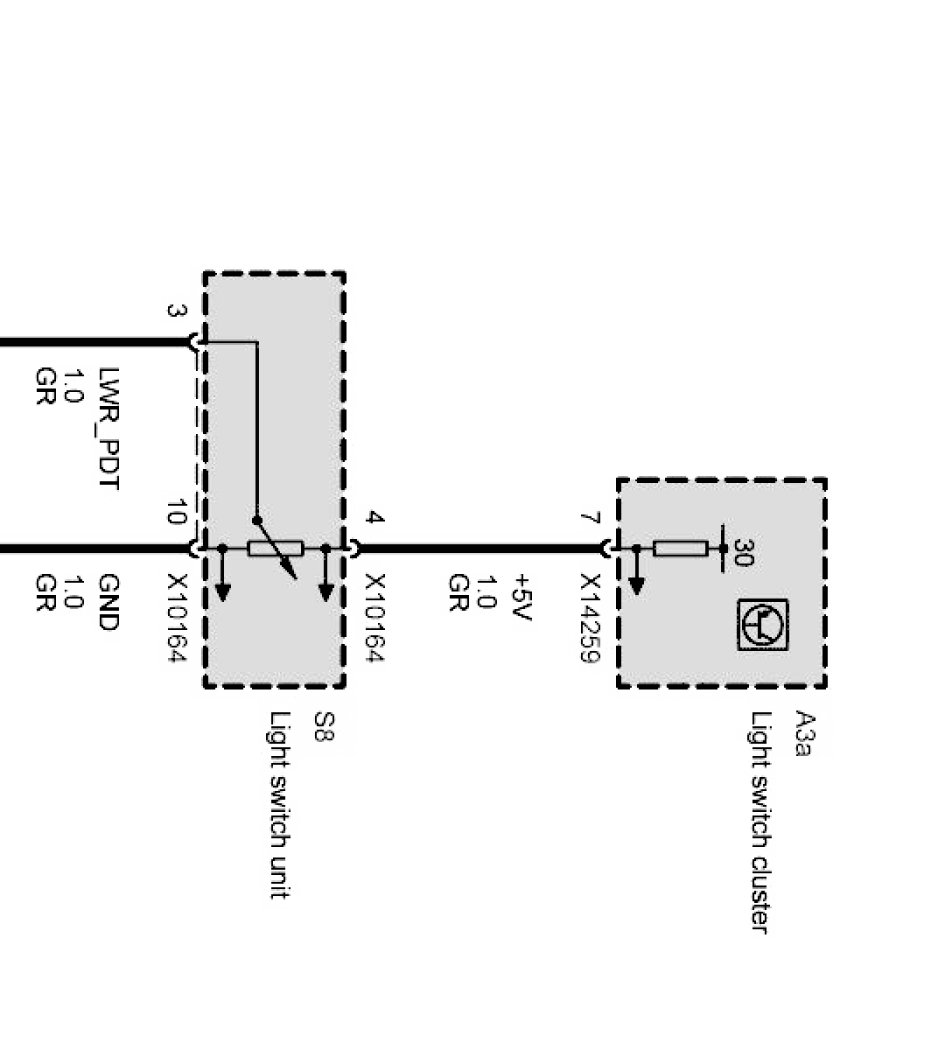 A3a
Light switch cluster
30
7
X14259
+5V
1.0
GR
4
X10164
S8
Light switch unit
3
LWR_PDT
1.0
GR
10
X10164
GND
1.0
GR